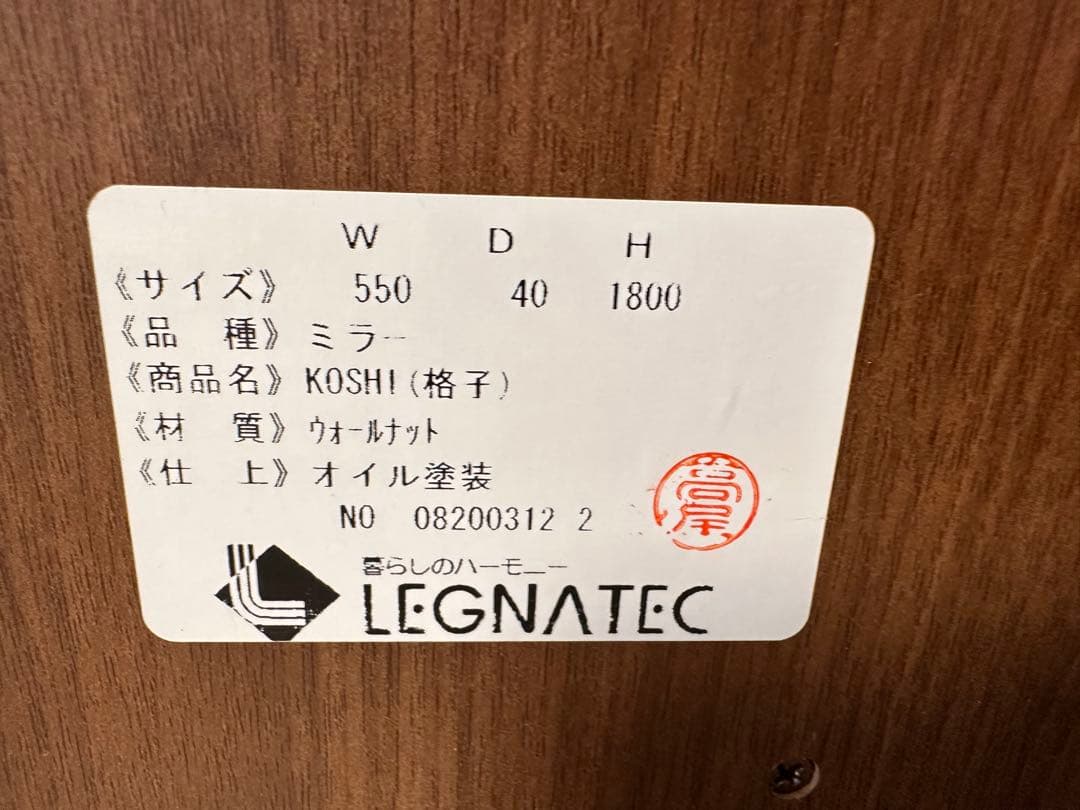 W D H
《サイズ》 550 40 1800
《品 種》 ミラー
《商品名》 KOSHI(格子)
《材 質》 ウォールナット
《仕 上》 オイル塗装
NO 08200312 2
暮らしのハーモニー
LEGNATEC